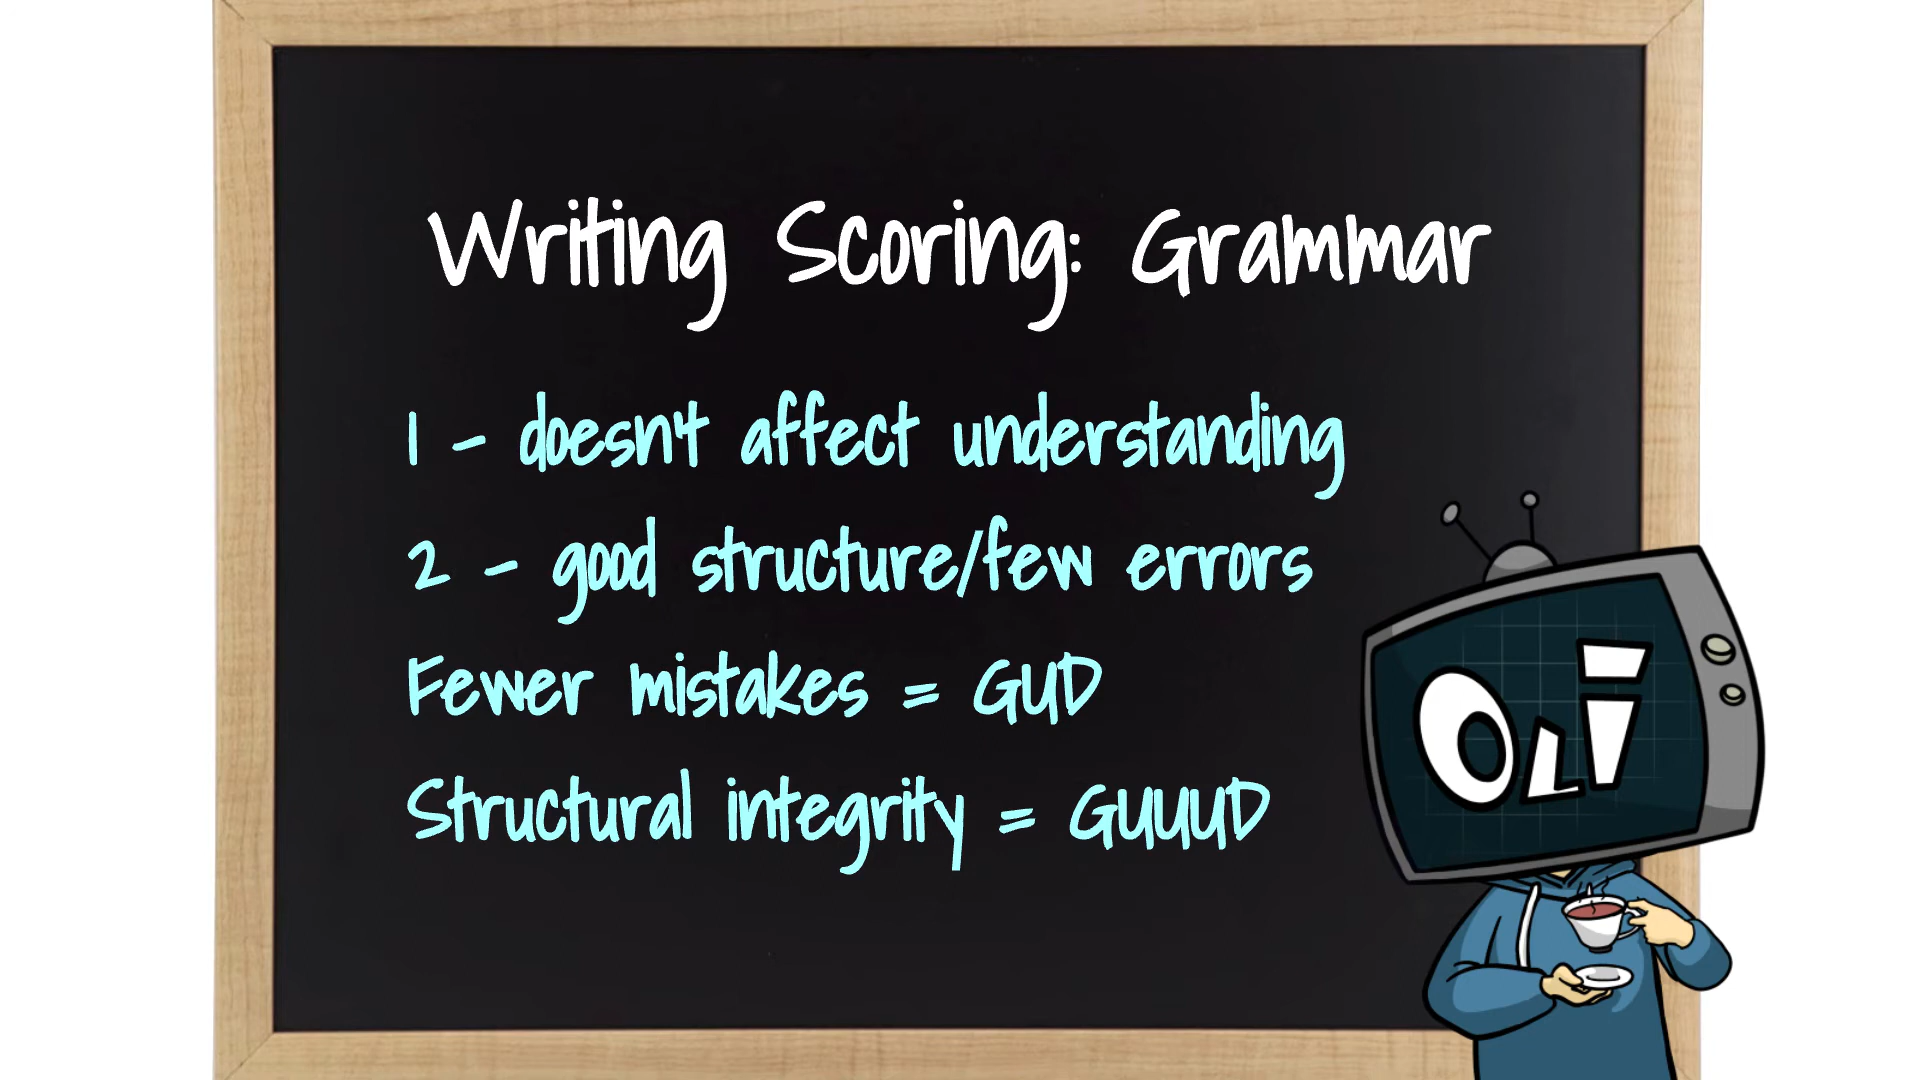 Writing Scoring: Grammar
1 - doesn't affect understanding
2 - good structure/few errors
Fewer mistakes = GUD
Structural integrity = GUUUD
OLI